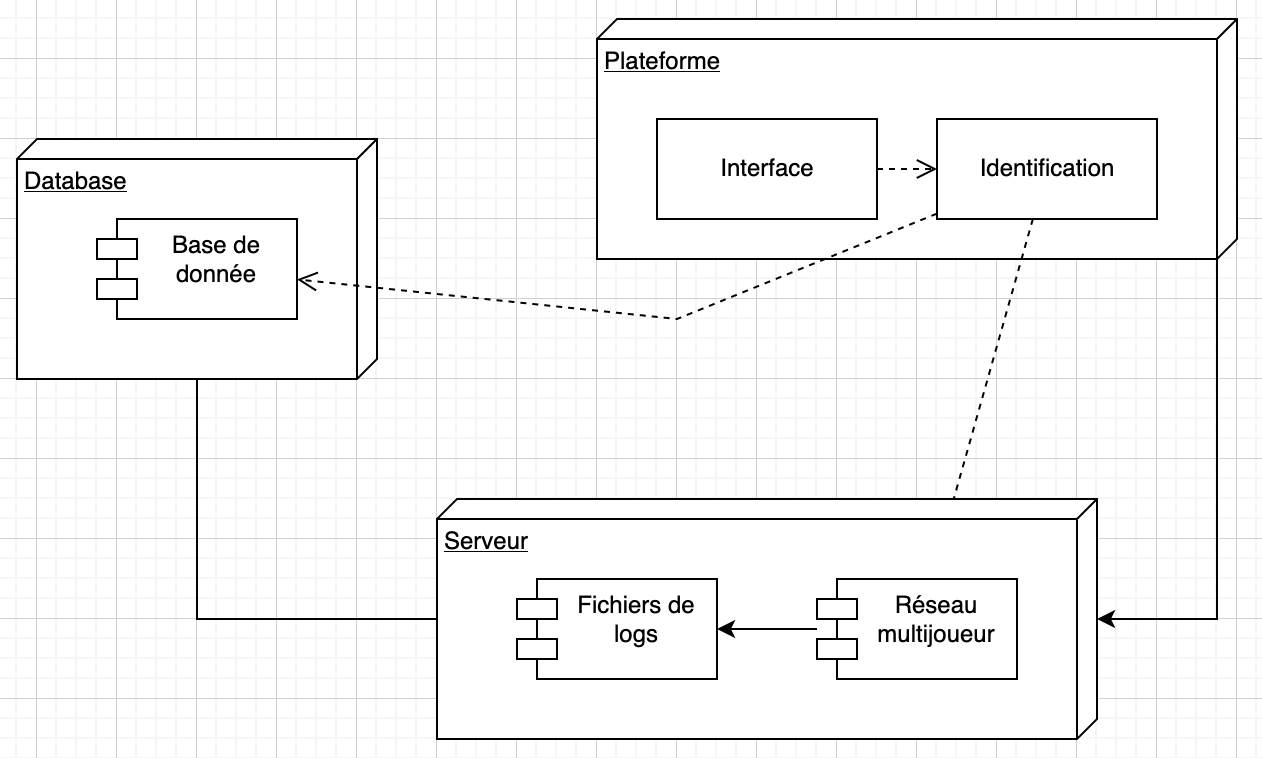 Plateforme
Interface
Identification
Database
Base de
donnée
Serveur
Fichiers de
logs
Réseau
multijoueur